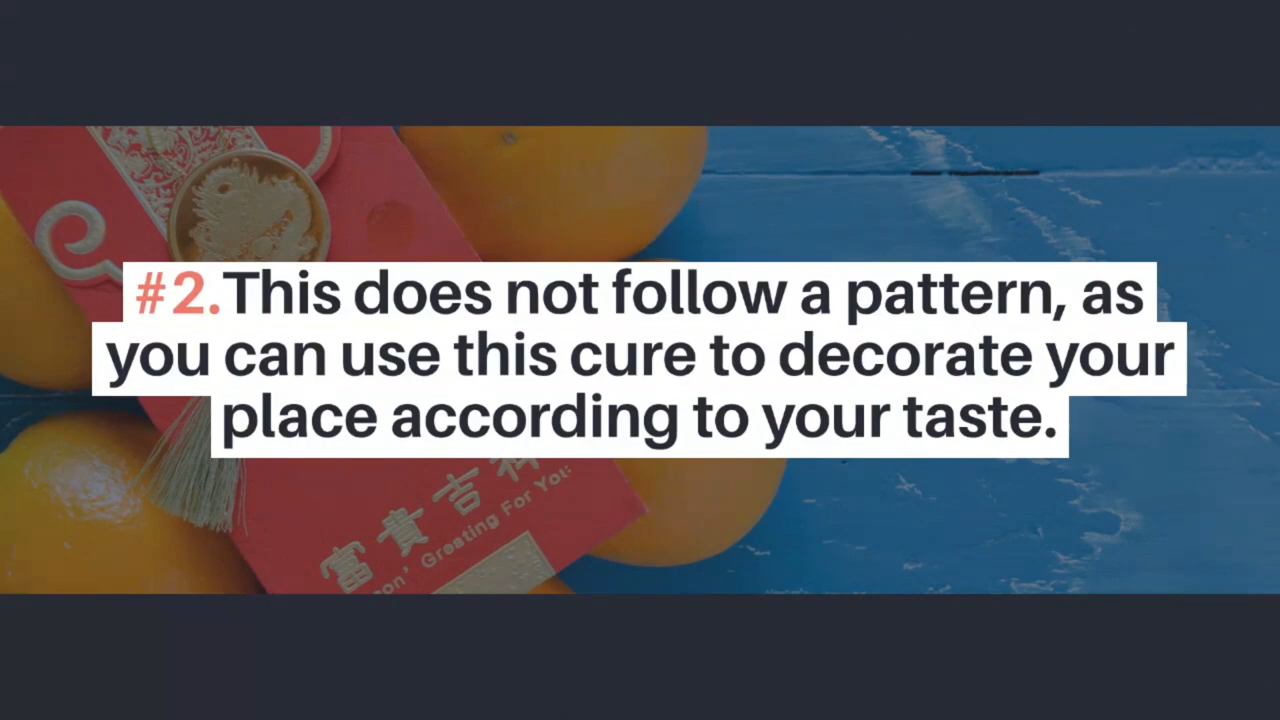 #2.This does not follow a pattern, as
you can use this cure to decorate your
place according to your taste.
富貴吉祥
Greeting For You